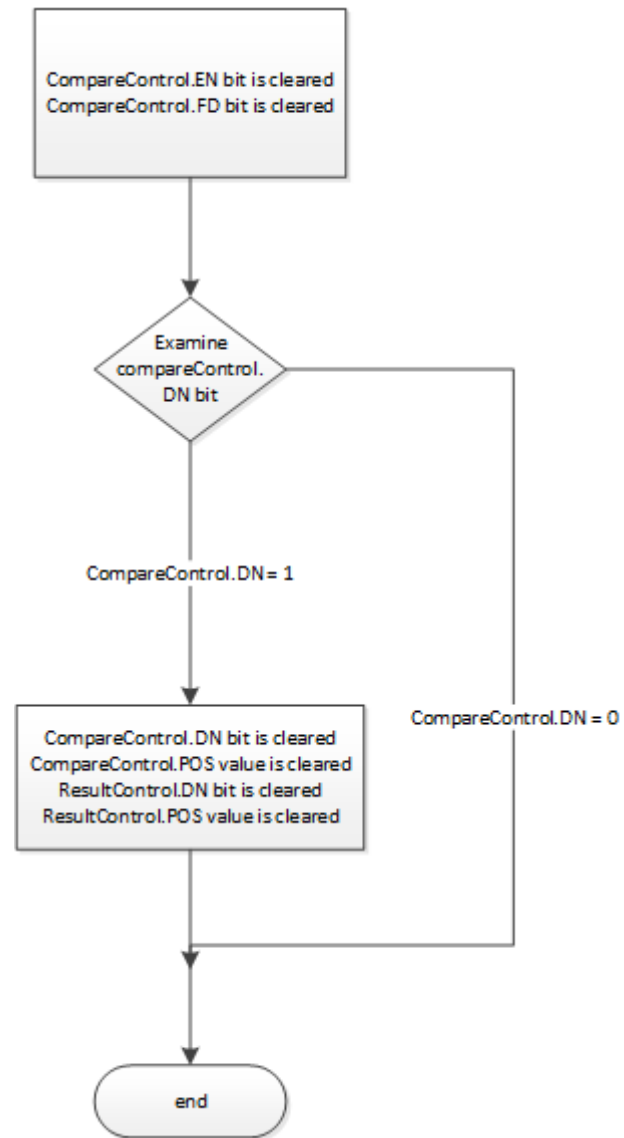 CompareControl.EN bit is cleared
CompareControl.FD bit is cleared
Examine
compareControl.
DN bit
CompareControl.DN = 1
CompareControl.DN = 0
CompareControl.DN bit is cleared
CompareControl.POS value is cleared
ResultControl.DN bit is cleared
ResultControl.POS value is cleared
end